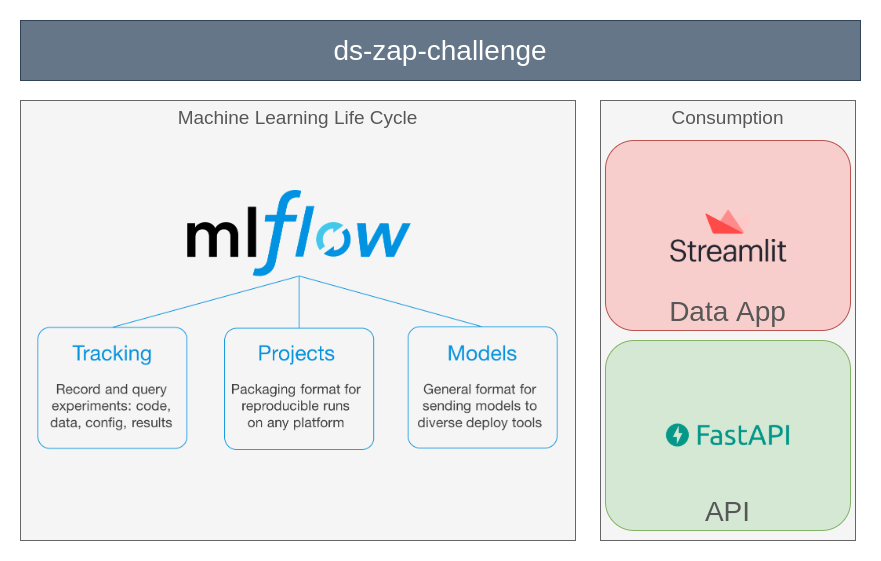 ds-zap-challenge
Machine Learning Life Cycle
mlflow
Tracking
Record and query
experiments: code,
data, config, results
Projects
Packaging format for
reproducible runs
on any platform
Models
General format for
sending models to
diverse deploy tools
Consumption
Streamlit
Data App
FastAPI
API